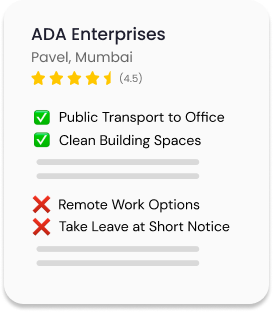 ADA Enterprises
Pavel, Mumbai
(4.5)
Public Transport to Office
Clean Building Spaces
Remote Work Options
Take Leave at Short Notice